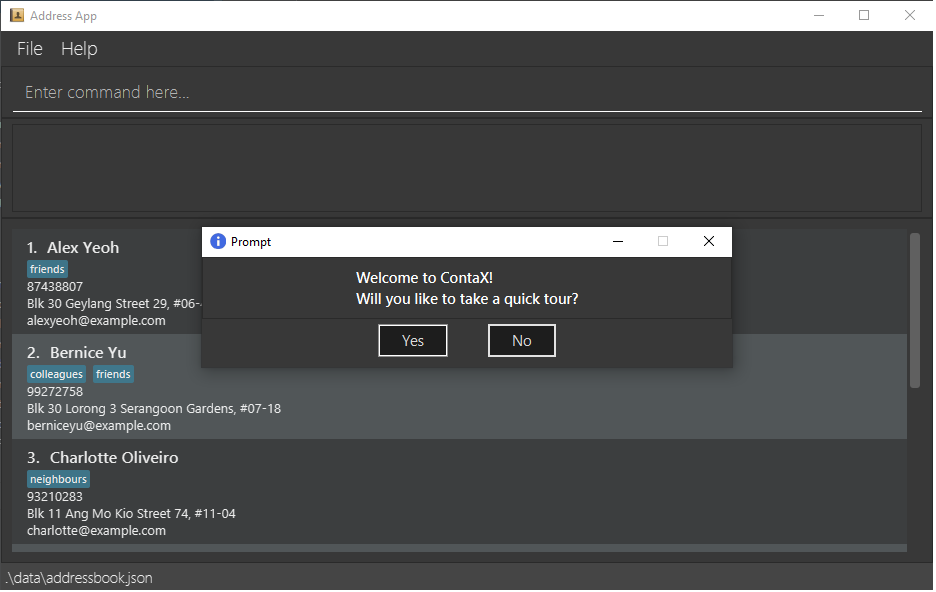 Address App
File Help
Enter command here...
Prompt
Welcome to ContaX!
Will you like to take a quick tour?
Yes No
1. Alex Yeoh
friends
87438807
Blk 30 Geylang Street 29, #06-
alexyeoh@example.com
2. Bernice Yu
colleagues friends
99272758
Blk 30 Lorong 3 Serangoon Gardens, #07-18
berniceyu@example.com
3. Charlotte Oliveiro
neighbours
93210283
Blk 11 Ang Mo Kio Street 74, #11-04
charlotte@example.com
.\data\addressbook.json